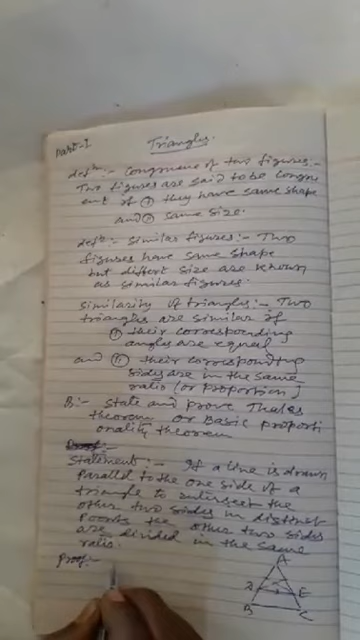 Part-I
Triangles.
defn:- Congruence of two figures:-
Two figures are said to be congru
ent if ① they have same shape
and ② same size.
defn:- similar figures:- Two
figures have same shape
but different size are known
as similar figures.
similarity of triangles:- Two
triangles are similar if
① their corresponding
angles are equal
and ② their corresponding
sides are in the same
ratio (or proportion)
Q:- state and prove Thales
theorem or Basic proporti
onality theorem
Proof:-
Statement:- If a line is drawn
parallel to the one side of a
triangle to intersect the
other two sides in distinct
points the other two sides
are divided in the same
ratio.
Proof:-
A
E
B C